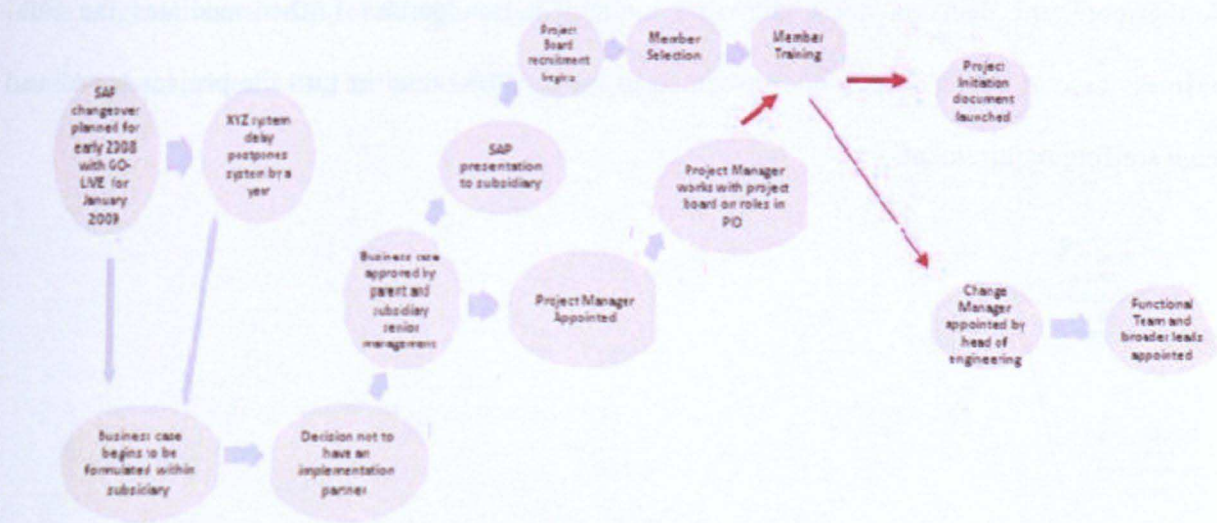 SAP
changeover
planned for
early 2008
with GO-
LIVE for
January
2009
XYZ system
delay
postpones
system by a
year
Business case
begins to be
formulated within
subsidiary
Decision not to
have an
implementation
partner
Business case
approved by
parent and
subsidiary
senior
management
SAP
presentation
to subsidiary
Project
Board
recruitment
begins
Member
Selection
Member
Training
Project Manager
Appointed
Project Manager
works with project
board on roles in
PID
Project
Initiation
document
launched
Change
Manager
appointed by
head of
engineering
Functional
Team and
broader leads
appointed